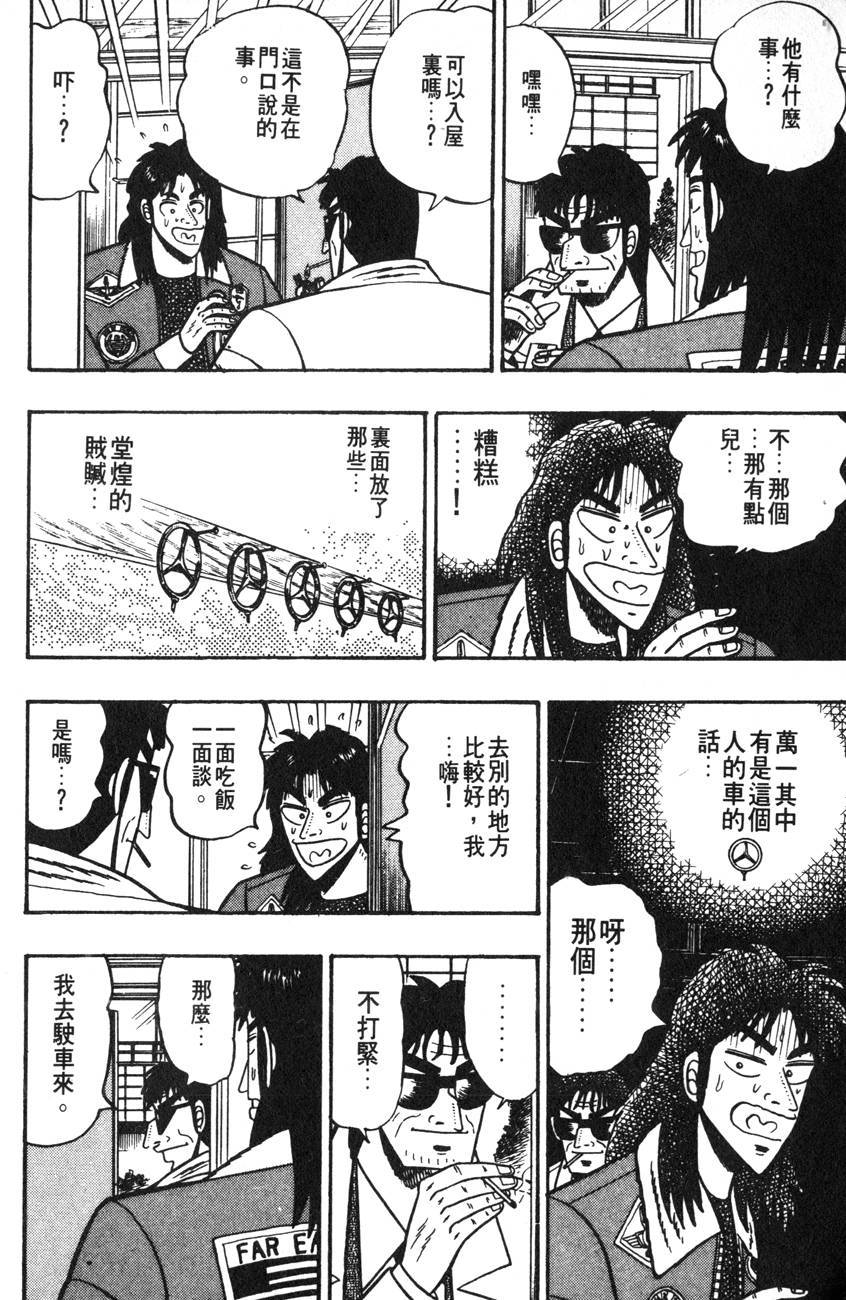 他有什麼
事…?
嘿嘿…
可以入屋
裏嗎…?
這不是在
門口說的
事。
吓…?
不…那個
…那有點
兒…
糟糕
……!
裏面放了
那些…
堂煌的
賊贓…
萬一其中
有是這個
人的車的
話…
呀……
那個……
去別的地方
比較好，我
…嗨!
一面吃飯
一面談。
是嗎…?
……
不打緊…
那麼…
我去駛車來。
FAR EA